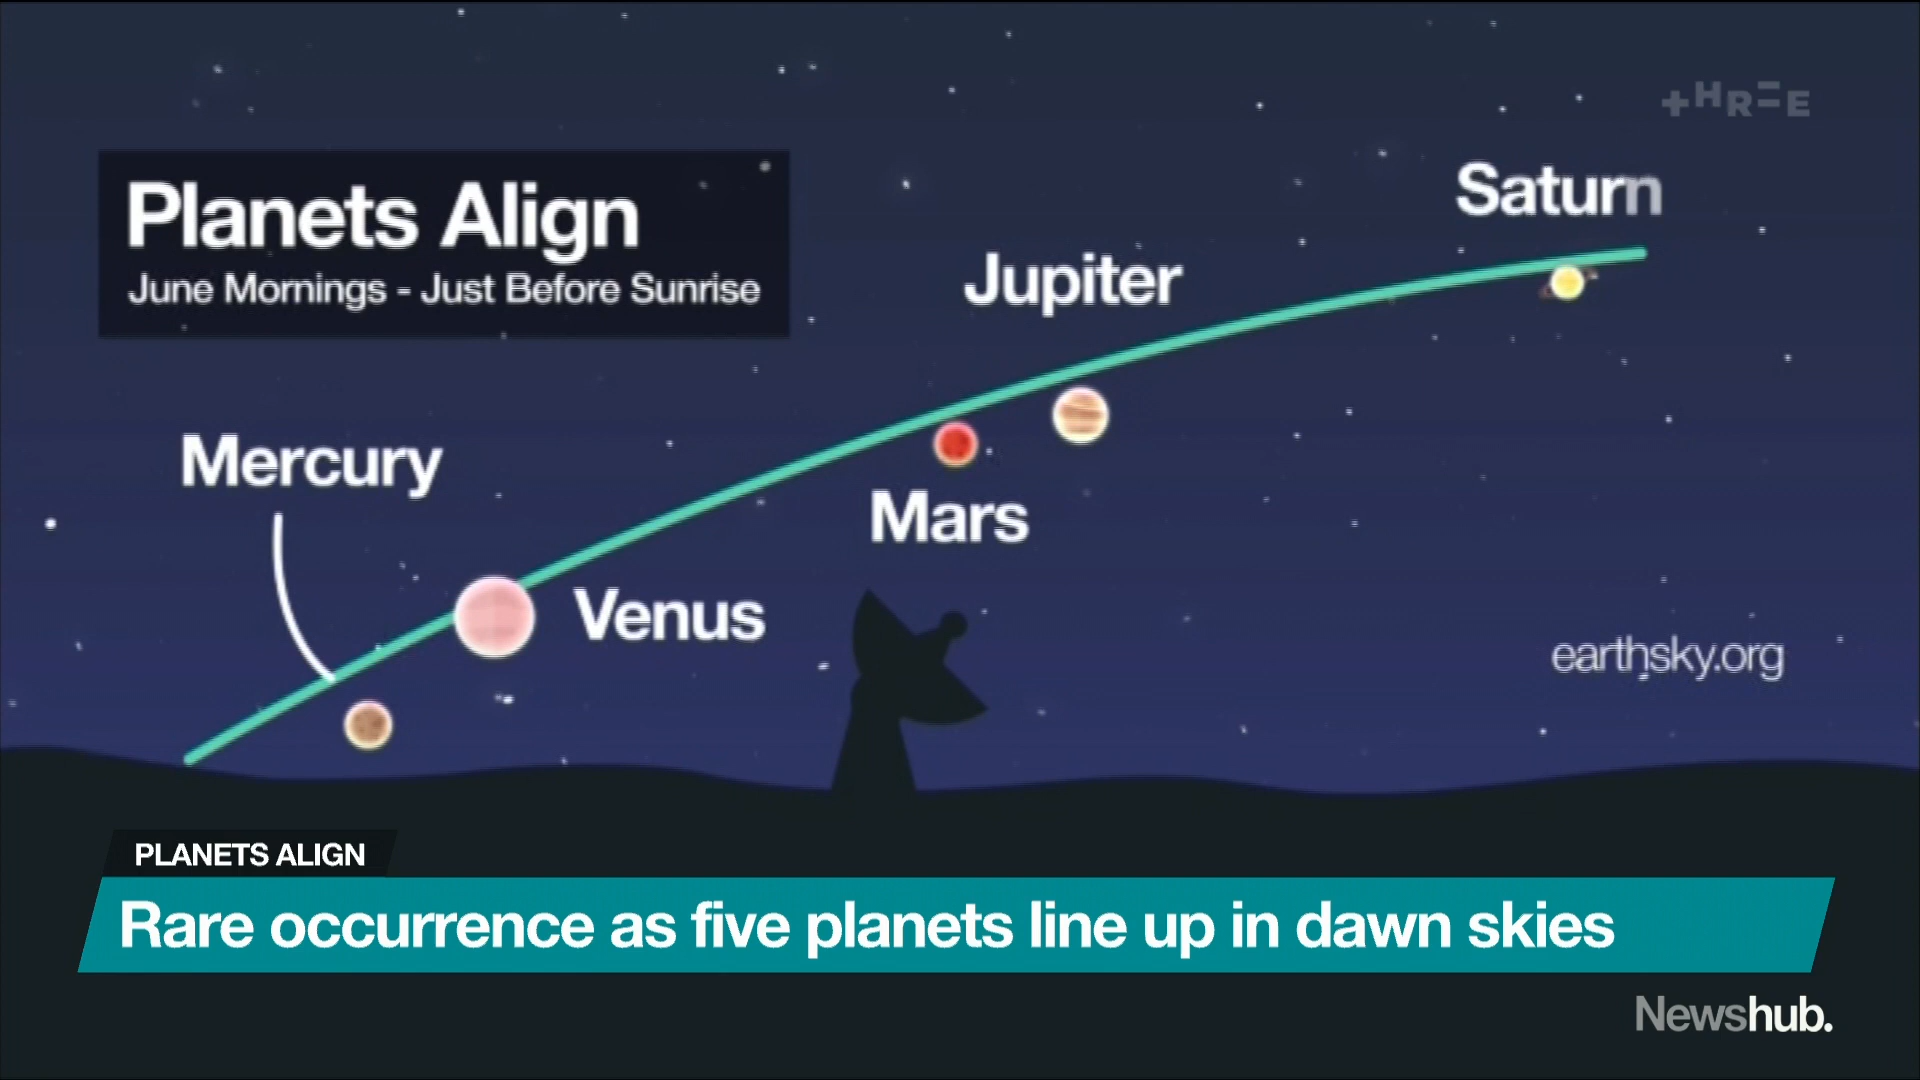 THREE
Planets Align
June Mornings - Just Before Sunrise
Saturn
Jupiter
Mercury
Mars
Venus
earthsky.org
PLANETS ALIGN
Rare occurrence as five planets line up in dawn skies
Newshub.